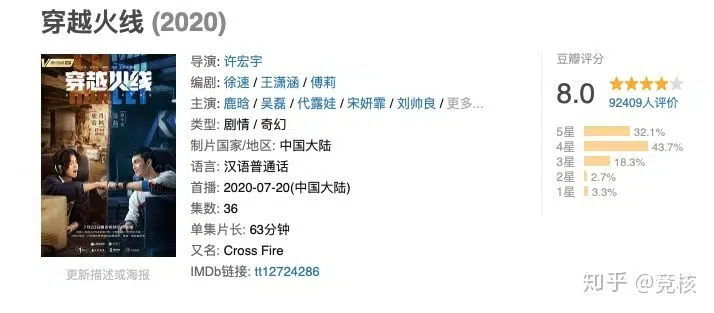 穿越火线 (2020)
穿越火线
导演: 许宏宇
编剧: 徐速 / 王潇涵 / 傅莉
主演: 鹿晗 / 吴磊 / 代露娃 / 宋妍霏 / 刘帅良 / 更多...
类型: 剧情 / 奇幻
制片国家/地区: 中国大陆
语言: 汉语普通话
首播: 2020-07-20(中国大陆)
集数: 36
单集片长: 63分钟
又名: Cross Fire
IMDb链接: tt12724286
更新描述或海报
豆瓣评分
8.0
92409人评价
5星 32.1%
4星 43.7%
3星 18.3%
2星 2.7%
1星 3.3%
知乎 @竞核